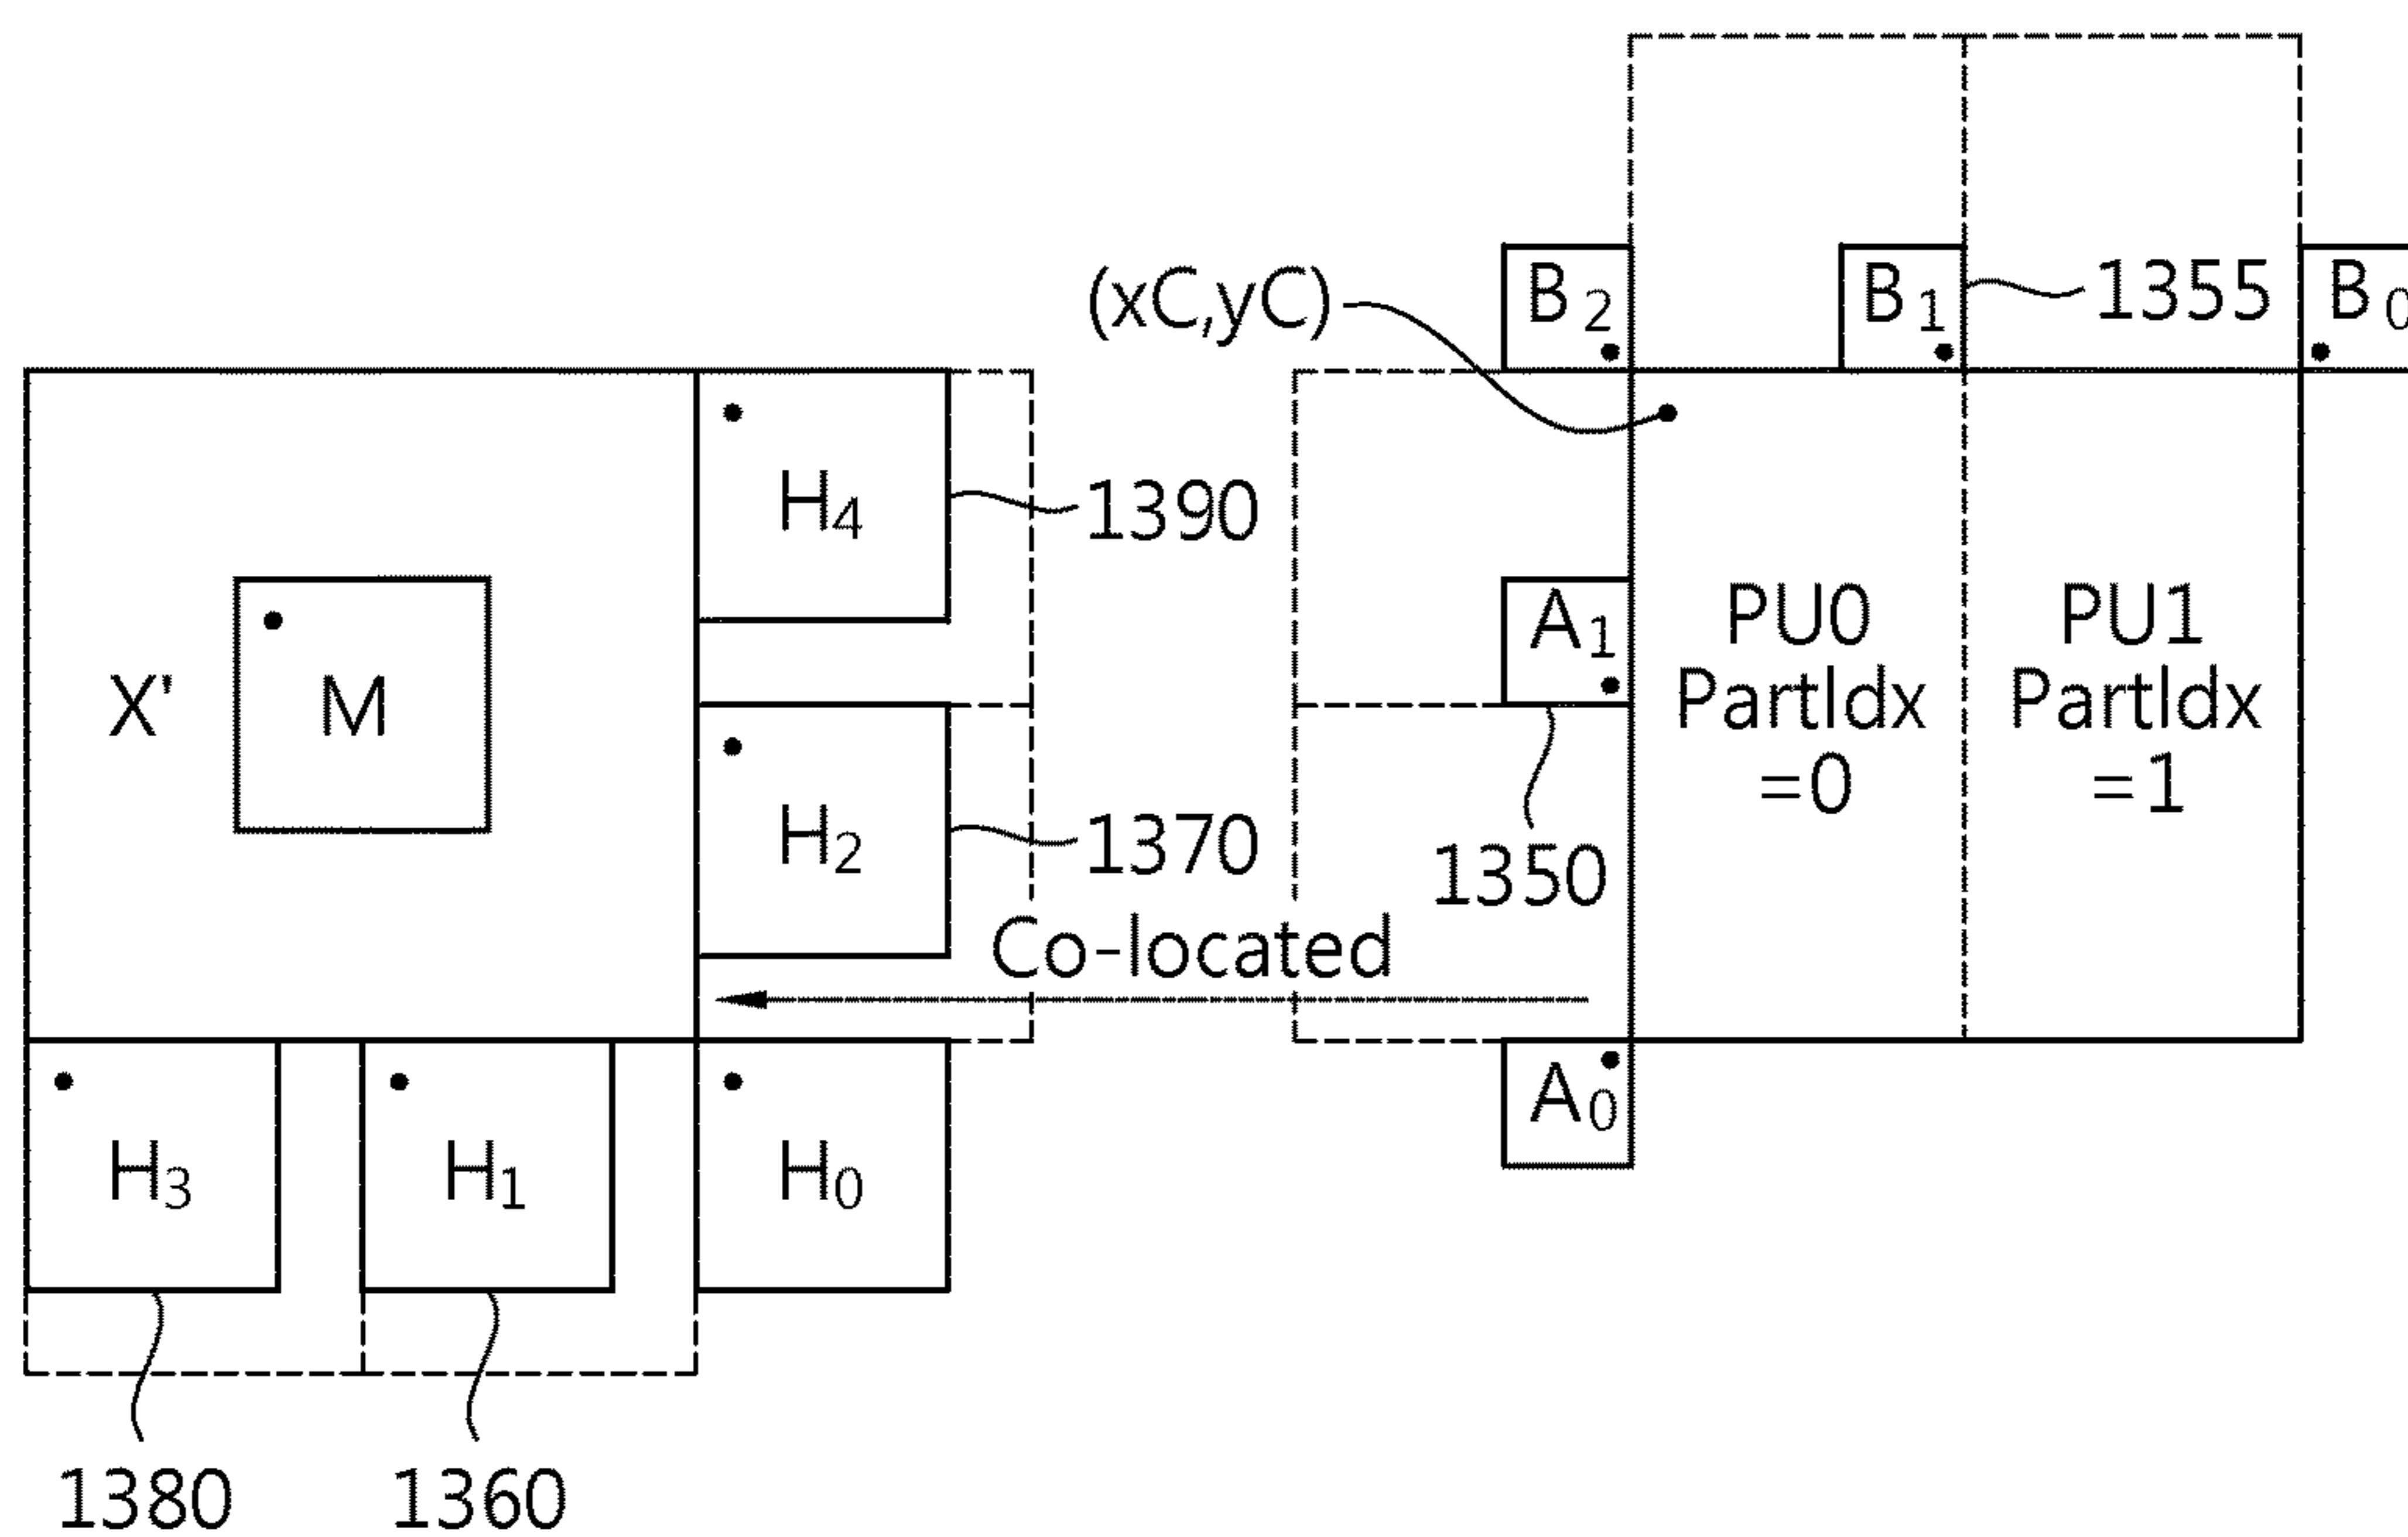 B₂
B₁
1355
B₀
(xC,yC)
H₄
1390
A₁
PU0
PartIdx
=0
PU1
PartIdx
=1
X'
M
H₂
1370
1350
Co-located
A₀
H₃
H₁
H₀
1380
1360